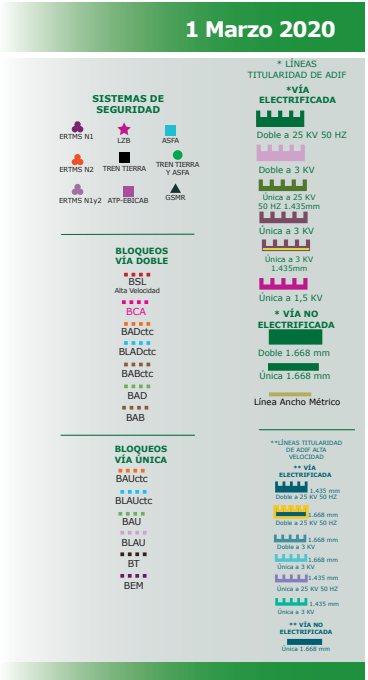 1 Marzo 2020
SISTEMAS DE
SEGURIDAD
ERTMS N1
LZB
ASFA
ERTMS N2
TREN TIERRA
TREN TIERRA
Y ASFA
ERTMS N1y2
ATP-EBICAB
GSMR
BLOQUEOS
VÍA DOBLE
BSL
Alta Velocidad
BCA
BADctc
BLADctc
BABctc
BAD
BAB
BLOQUEOS
VÍA ÚNICA
BAUctc
BLAUctc
BAU
BLAU
BT
BEM
* LÍNEAS
TITULARIDAD DE ADIF
*VÍA
ELECTRIFICADA
Doble a 25 KV 50 HZ
Doble a 3 KV
Única a 25 KV
50 HZ 1.435mm
Única a 3 KV
Única a 3 KV
1.435mm
Única a 1,5 KV
* VÍA NO
ELECTRIFICADA
Doble 1.668 mm
Única 1.668 mm
Línea Ancho Métrico
**LÍNEAS TITULARIDAD
DE ADIF ALTA
VELOCIDAD
** VÍA
ELECTRIFICADA
1.435 mm
Doble a 25 KV 50 HZ
1.668 mm
Doble a 25 KV 50 HZ
1.668 mm
Doble a 3 KV
1.668 mm
Única a 3 KV
1.435 mm
Única a 25 KV 50 HZ
1.435 mm
Única a 3 KV
** VÍA NO
ELECTRIFICADA
Única 1.668 mm